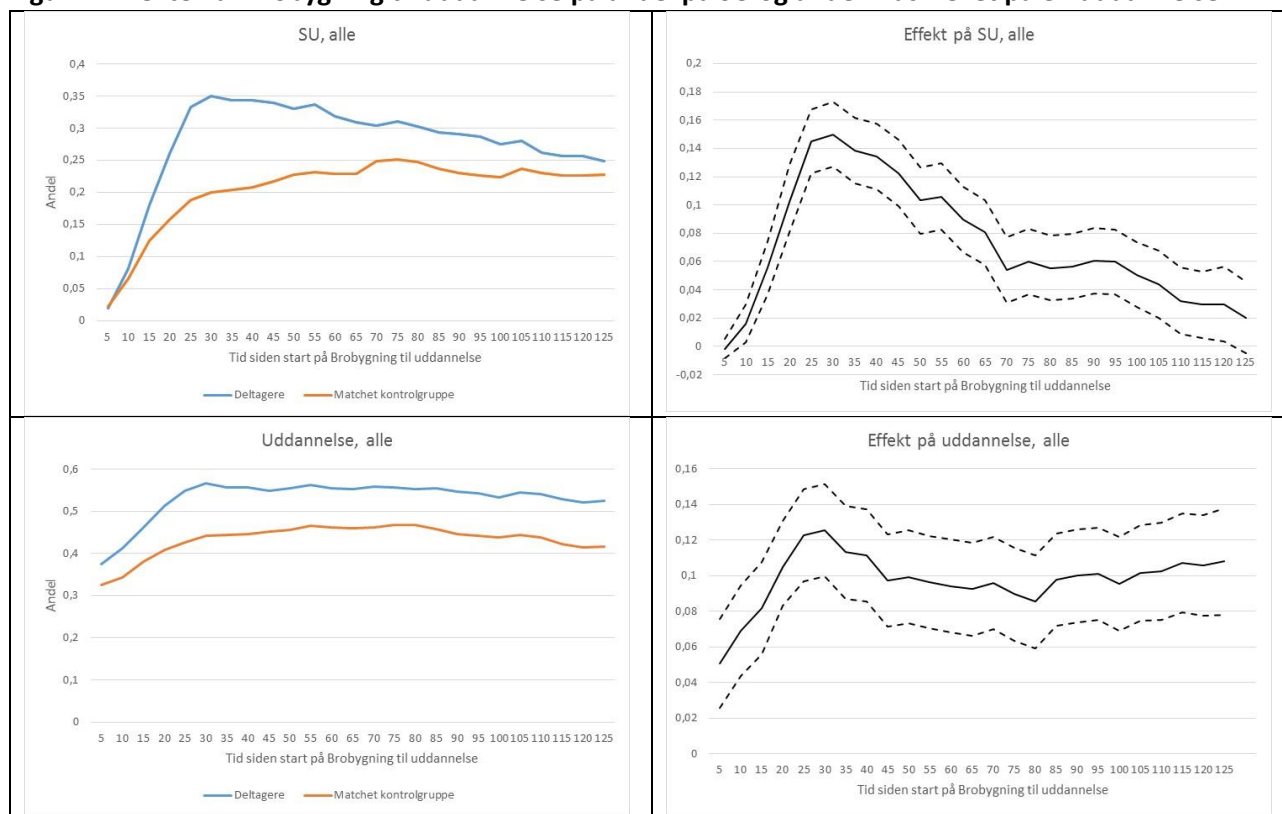 SU, alle
0,4
0,35
0,3
0,25
0,2
0,15
0,1
0,05
0
Andel
5 10 15 20 25 30 35 40 45 50 55 60 65 70 75 80 85 90 95 100 105 110 115 120 125
Tid siden start på Brobygning til uddannelse
Deltagere Matchet kontrolgruppe
Effekt på SU, alle
0,2
0,18
0,16
0,14
0,12
0,1
0,08
0,06
0,04
0,02
0
-0,02
5 10 15 20 25 30 35 40 45 50 55 60 65 70 75 80 85 90 95 100 105 110 115 120 125
Tid siden start på Brobygning til uddannelse
Uddannelse, alle
0,6
0,5
0,4
0,3
0,2
0,1
0
Andel
5 10 15 20 25 30 35 40 45 50 55 60 65 70 75 80 85 90 95 100 105 110 115 120 125
Tid siden start på Brobygning til uddannelse
Deltagere Matchet kontrolgruppe
Effekt på uddannelse, alle
0,16
0,14
0,12
0,1
0,08
0,06
0,04
0,02
0
5 10 15 20 25 30 35 40 45 50 55 60 65 70 75 80 85 90 95 100 105 110 115 120 125
Tid siden start på Brobygning til uddannelse